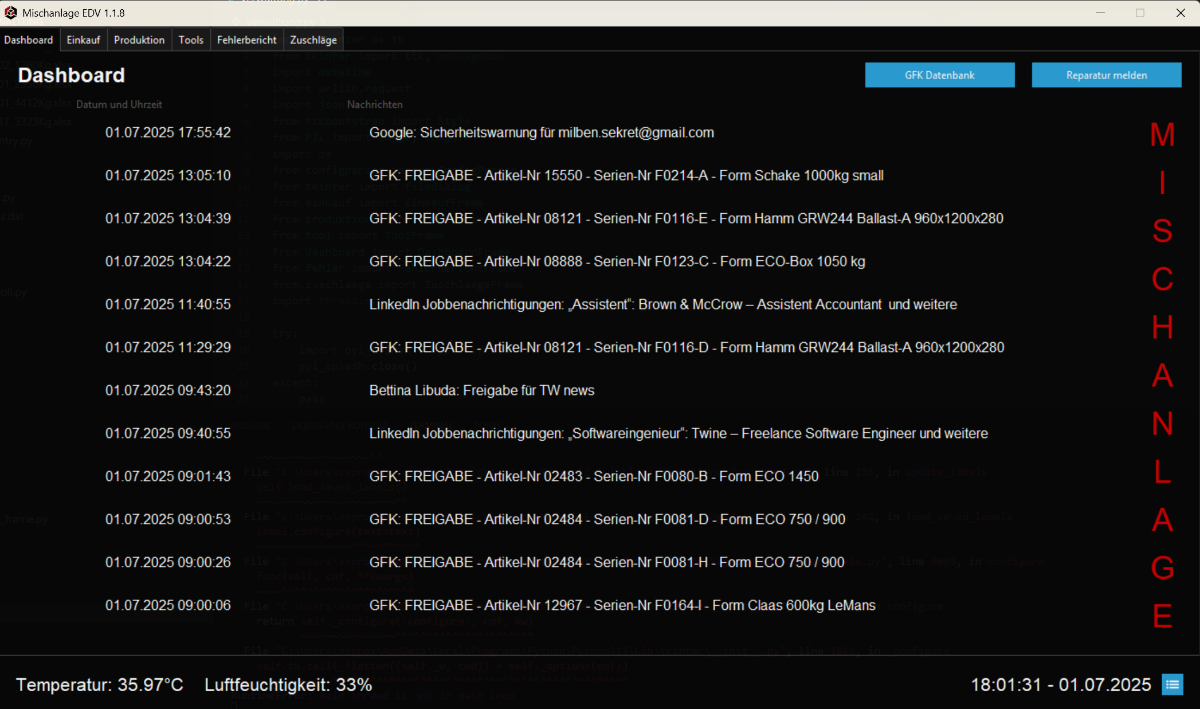 Mischanlage EDV 1.1.8
Dashboard Einkauf Produktion Tools Fehlerbericht Zuschläge
Dashboard
GFK Datenbank Reparatur melden
Datum und Uhrzeit Nachrichten
01.07.2025 17:55:42 Google: Sicherheitswarnung für milben.sekret@gmail.com
01.07.2025 13:05:10 GFK: FREIGABE - Artikel-Nr 15550 - Serien-Nr F0214-A - Form Schake 1000kg small
01.07.2025 13:04:39 GFK: FREIGABE - Artikel-Nr 08121 - Serien-Nr F0116-E - Form Hamm GRW244 Ballast-A 960x1200x280
01.07.2025 13:04:22 GFK: FREIGABE - Artikel-Nr 08888 - Serien-Nr F0123-C - Form ECO-Box 1050 kg
01.07.2025 11:40:55 LinkedIn Jobbenachrichtigungen: „Assistent“: Brown & McCrow – Assistent Accountant und weitere
01.07.2025 11:29:29 GFK: FREIGABE - Artikel-Nr 08121 - Serien-Nr F0116-D - Form Hamm GRW244 Ballast-A 960x1200x280
01.07.2025 09:43:20 Bettina Libuda: Freigabe für TW news
01.07.2025 09:40:55 LinkedIn Jobbenachrichtigungen: „Softwareingenieur“: Twine – Freelance Software Engineer und weitere
01.07.2025 09:01:43 GFK: FREIGABE - Artikel-Nr 02483 - Serien-Nr F0080-B - Form ECO 1450
01.07.2025 09:00:53 GFK: FREIGABE - Artikel-Nr 02484 - Serien-Nr F0081-D - Form ECO 750 / 900
01.07.2025 09:00:26 GFK: FREIGABE - Artikel-Nr 02484 - Serien-Nr F0081-H - Form ECO 750 / 900
01.07.2025 09:00:06 GFK: FREIGABE - Artikel-Nr 12967 - Serien-Nr F0164-I - Form Claas 600kg LeMans
MISCHANLAGE
Temperatur: 35.97°C Luftfeuchtigkeit: 33% 18:01:31 - 01.07.2025